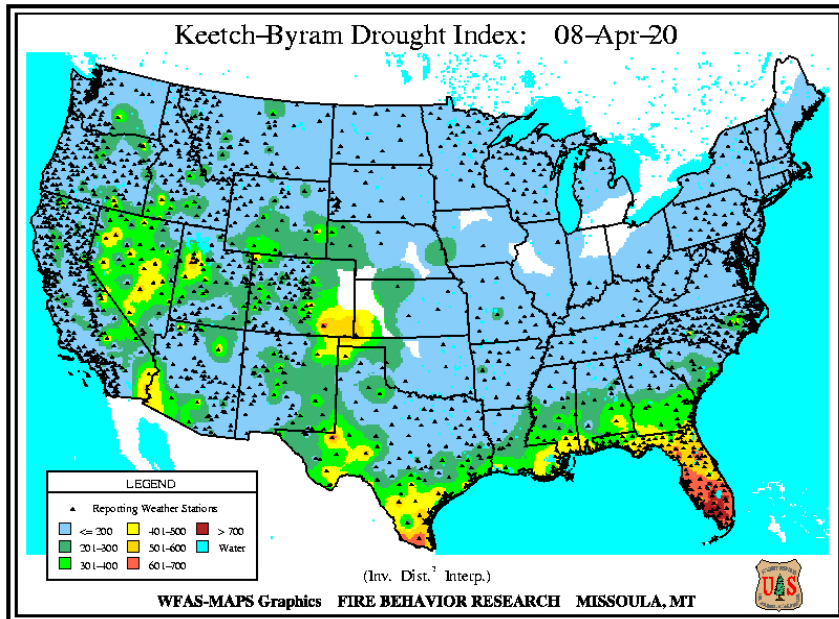 Keetch–Byram Drought Index: 08–Apr–20
LEGEND
Reporting Weather Stations
<= 200
401–500
> 700
201–300
501–600
Water
301–400
601–700
(Inv. Dist.² Interp.)
WFAS-MAPS Graphics FIRE BEHAVIOR RESEARCH MISSOULA, MT
U S